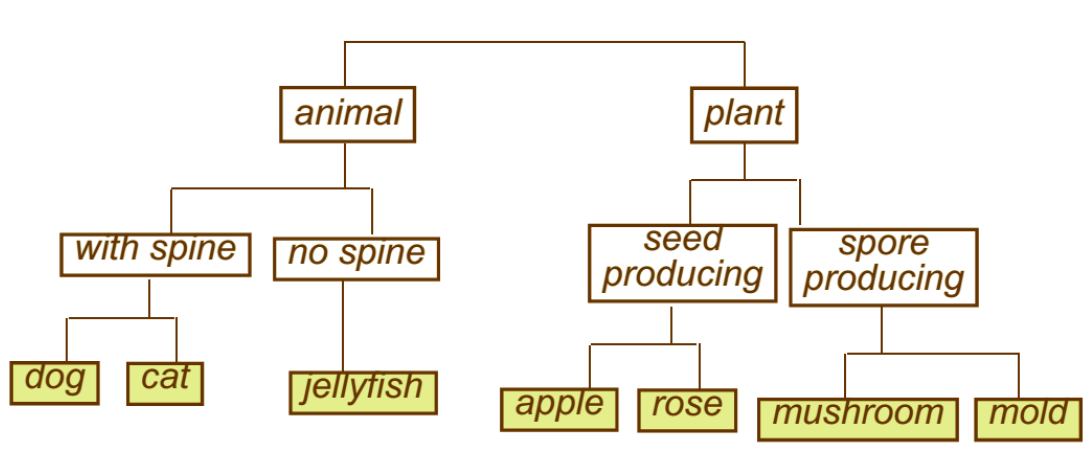 animal
plant
with spine
no spine
seed
producing
spore
producing
dog
cat
jellyfish
apple
rose
mushroom
mold